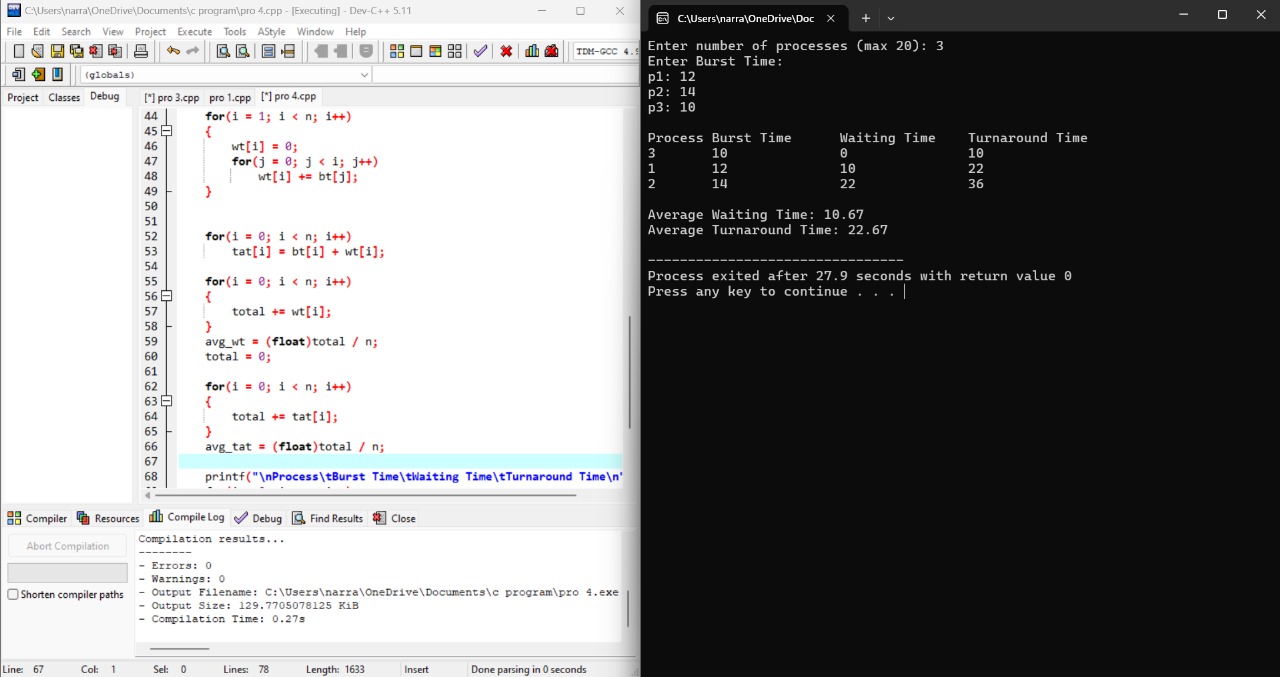 C:\Users\narra\OneDrive\Documents\c program\pro 4.cpp - [Executing] - Dev-C++ 5.11
File Edit Search View Project Execute Tools AStyle Window Help
TDM-GCC 4.9
(globals)
Project Classes Debug
[*] pro 3.cpp pro 1.cpp [*] pro 4.cpp
44 for(i = 1; i < n; i++)
45 {
46 wt[i] = 0;
47 for(j = 0; j < i; j++)
48 wt[i] += bt[j];
49 }
50
51
52 for(i = 0; i < n; i++)
53 tat[i] = bt[i] + wt[i];
54
55 for(i = 0; i < n; i++)
56 {
57 total += wt[i];
58 }
59 avg_wt = (float)total / n;
60 total = 0;
61
62 for(i = 0; i < n; i++)
63 {
64 total += tat[i];
65 }
66 avg_tat = (float)total / n;
67
68 printf("\nProcess\tBurst Time\tWaiting Time\tTurnaround Time\n"
Compiler Resources Compile Log Debug Find Results Close
Abort Compilation
Shorten compiler paths
Compilation results...
--------
- Errors: 0
- Warnings: 0
- Output Filename: C:\Users\narra\OneDrive\Documents\c program\pro 4.exe
- Output Size: 129.7705078125 KiB
- Compilation Time: 0.27s
Line: 67 Col: 1 Sel: 0 Lines: 78 Length: 1633 Insert Done parsing in 0 seconds
C:\Users\narra\OneDrive\Doc
Enter number of processes (max 20): 3
Enter Burst Time:
p1: 12
p2: 14
p3: 10
Process Burst Time Waiting Time Turnaround Time
3 10 0 10
1 12 10 22
2 14 22 36
Average Waiting Time: 10.67
Average Turnaround Time: 22.67
--------------------------------
Process exited after 27.9 seconds with return value 0
Press any key to continue . . .